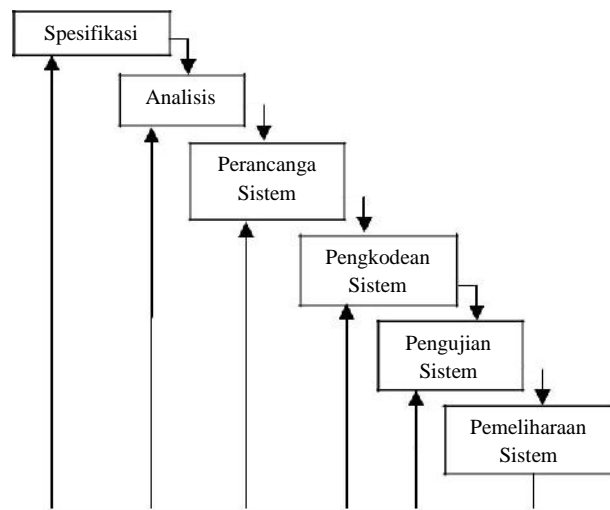 Spesifikasi
Analisis
Perancanga
Sistem
Pengkodean
Sistem
Pengujian
Sistem
Pemeliharaan
Sistem